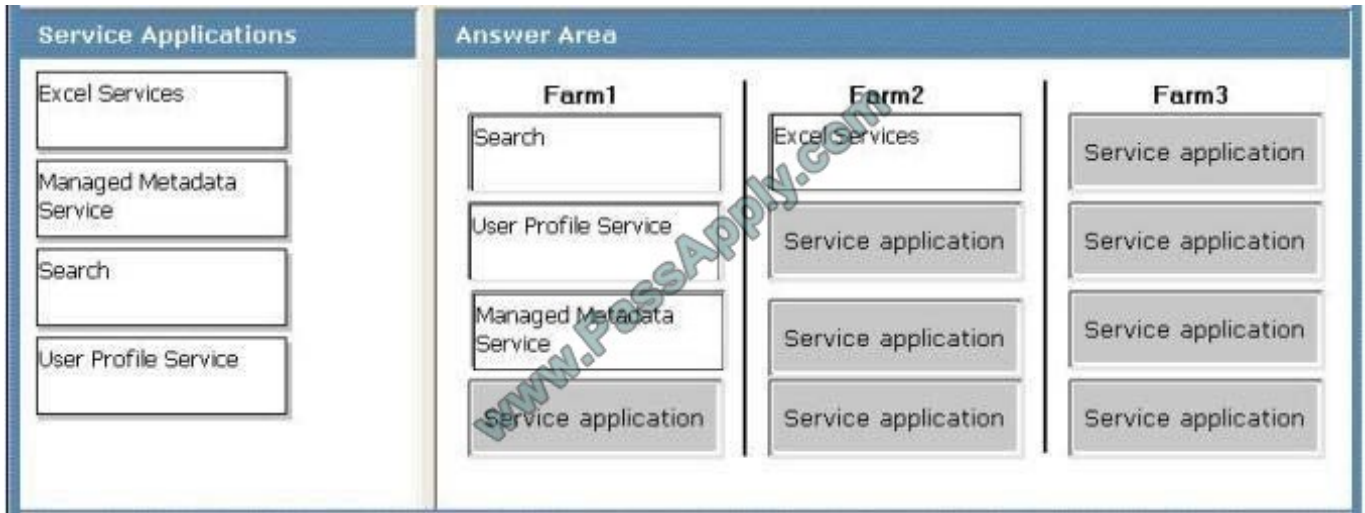 Service Applications
Excel Services
Managed Metadata
Service
Search
User Profile Service
Answer Area
Farm1
Search
User Profile Service
Managed Metadata
Service
Service application
Farm2
Excel Services
Service application
Service application
Service application
Farm3
Service application
Service application
Service application
Service application
www.PassApply.com